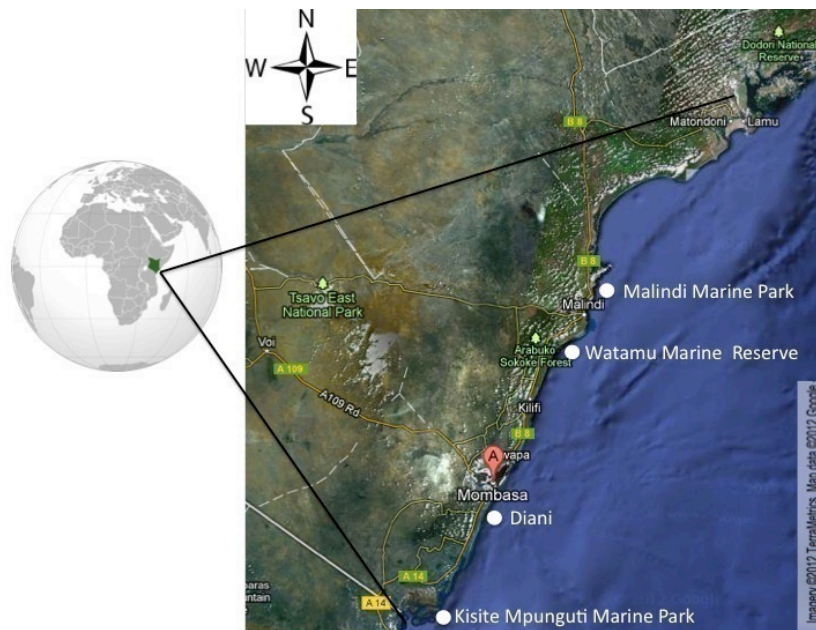 N
W E
S
Dodori National
Reserve
B 8
Matondoni
Lamu
B 8
Malindi Marine Park
Tsavo East
National Park
Malindi
Voi
Arabuko
Sokoke Forest
Watamu Marine Reserve
A 109
A109 Rd
Kilifi
B 8
A
wapa
Mombasa
Diani
A 14
A 14
Kisite Mpunguti Marine Park
Imagery ©2012 TerraMetrics, Map data ©2012 Google